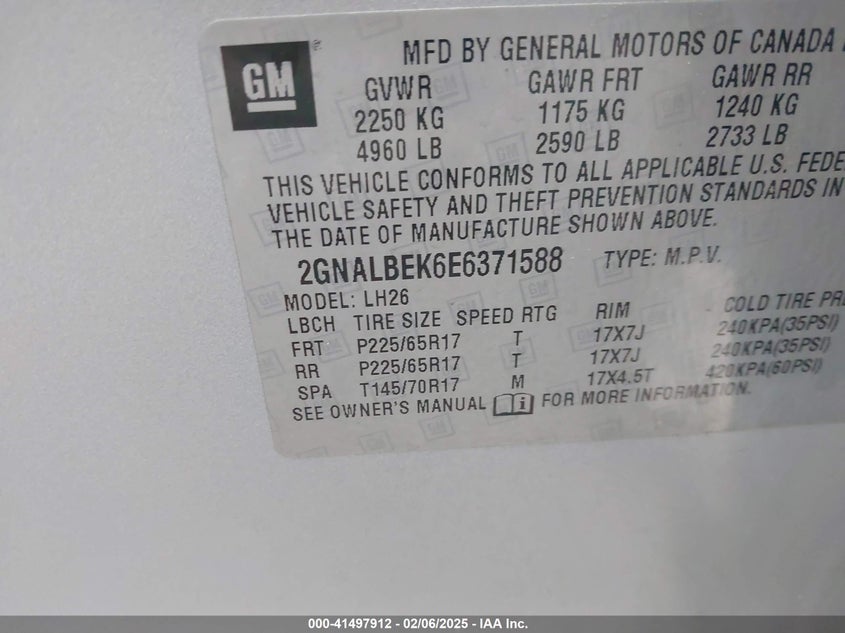 GM
MFD BY GENERAL MOTORS OF CANADA
GVWR GAWR FRT GAWR RR
2250 KG 1175 KG 1240 KG
4960 LB 2590 LB 2733 LB
THIS VEHICLE CONFORMS TO ALL APPLICABLE U.S. FEDE
VEHICLE SAFETY AND THEFT PREVENTION STANDARDS IN
THE DATE OF MANUFACTURE SHOWN ABOVE.
2GNALBEK6E6371588 TYPE: M.P.V.
MODEL: LH26
LBCH TIRE SIZE SPEED RTG RIM COLD TIRE PRE
FRT P225/65R17 T 17X7J 240KPA(35PSI)
RR P225/65R17 T 17X7J 240KPA(35PSI)
SPA T145/70R17 M 17X4.5T 420KPA(60PSI)
SEE OWNER'S MANUAL i FOR MORE INFORMATION.
000-41497912 - 02/06/2025 - IAA Inc.